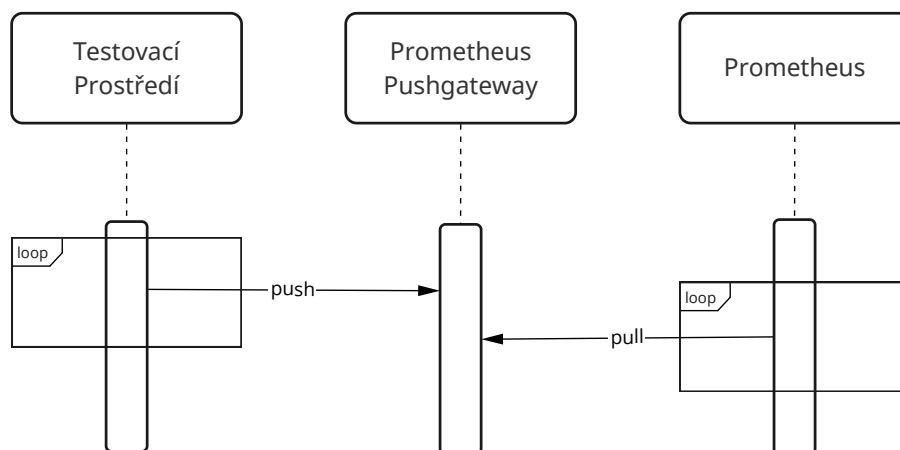 Testovací
Prostředí
Prometheus
Pushgateway
Prometheus
loop
push
loop
pull